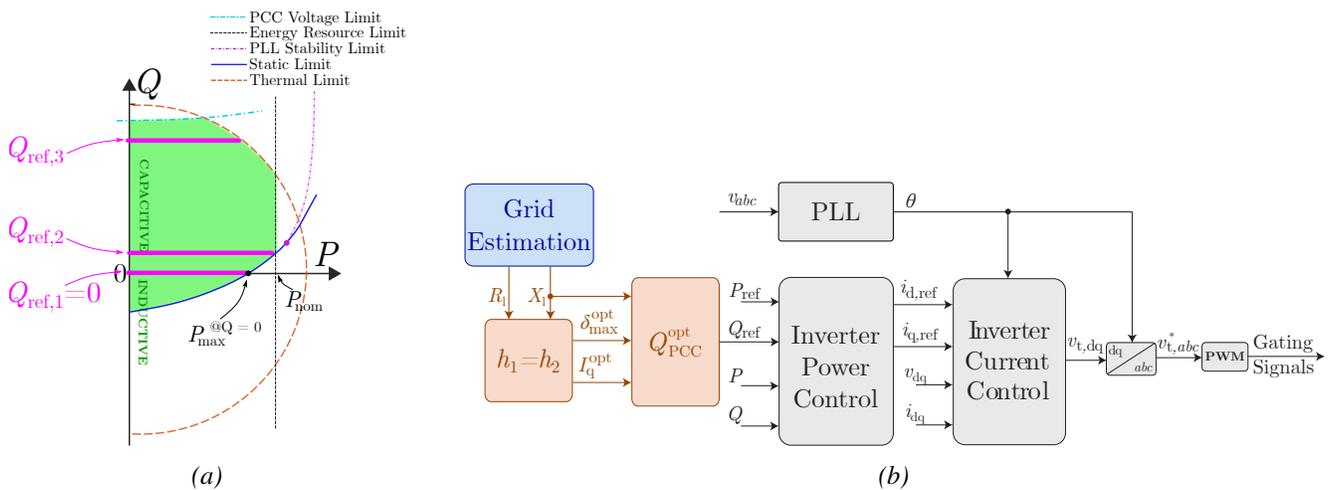 PCC Voltage Limit
Energy Resource Limit
PLL Stability Limit
Static Limit
Thermal Limit
Q
Q_ref,3
CAPACITIVE
Q_ref,2
P
0
Q_ref,1=0
INDUCTIVE
P_nom
P_max^@Q = 0
(a)
Grid
Estimation
R_l
X_l
h_1=h_2
δ_max^opt
I_q^opt
Q_PCC^opt
v_abc
PLL
θ
P_ref
Q_ref
P
Q
Inverter
Power
Control
i_d,ref
i_q,ref
v_dq
i_dq
Inverter
Current
Control
v_t,dq
dq
abc
v_t,abc^*
PWM
Gating
Signals
(b)